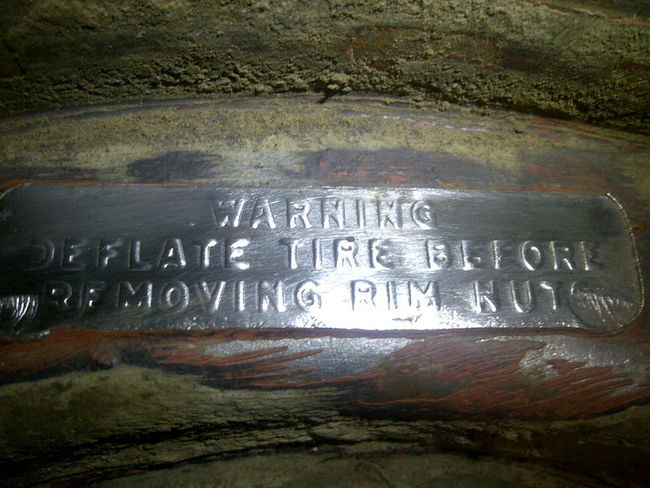 WARNING
DEFLATE TIRE BEFORE
REMOVING RIM NUTS